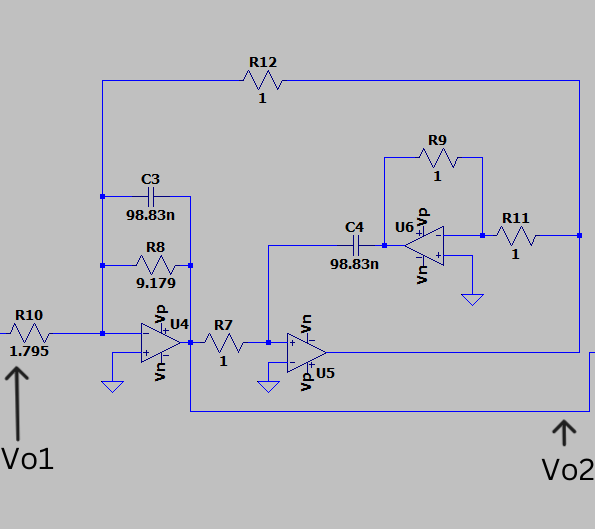 R12
1
R9
1
C3
98.83n
C4
98.83n
U6
Vp
+
−
−
+
Vn
R11
1
R8
9.179
R10
1.795
Vp
+
U4
−
+
−
Vn
R7
1
Vn
−
+
−
+
Vp
U5
Vo1
Vo2